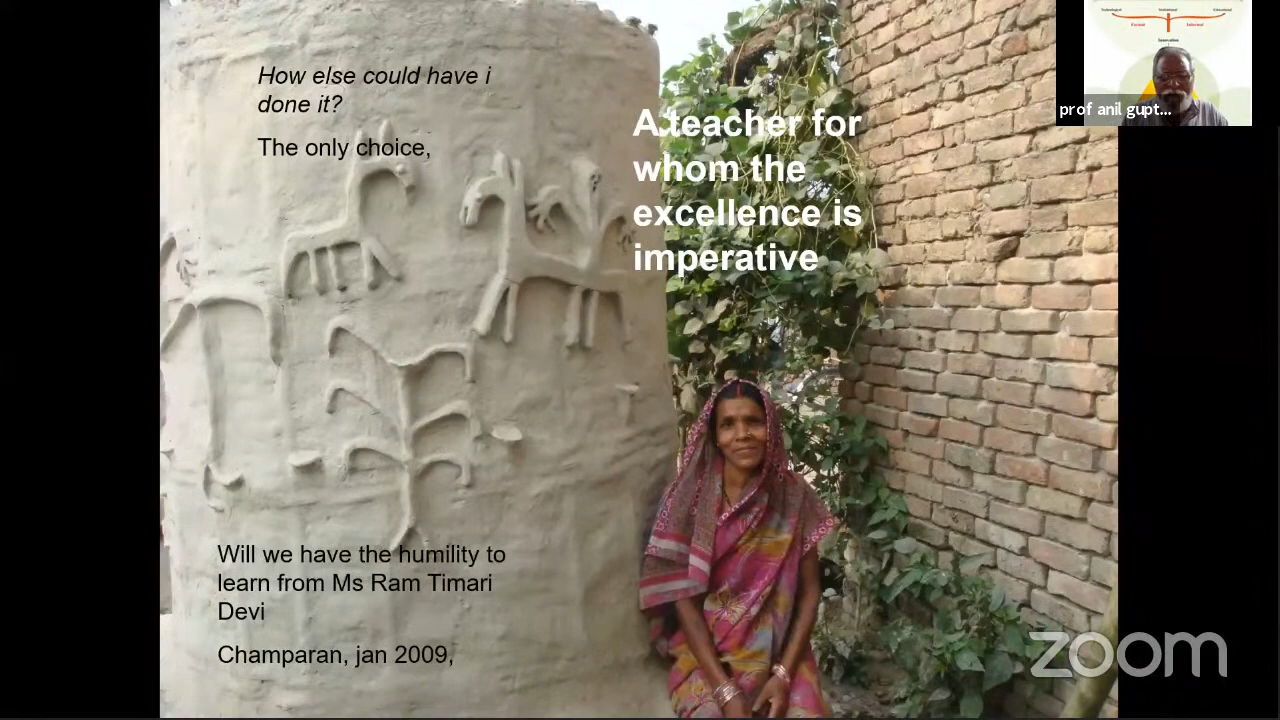 How else could have i
done it?
The only choice,
A teacher for
whom the
excellence is
imperative
Will we have the humility to
learn from Ms Ram Timari
Devi
Champaran, jan 2009,
prof anil gupt...
zoom